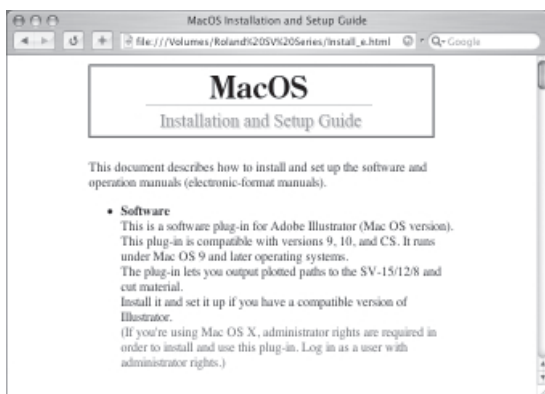 MacOS Installation and Setup Guide
file:///Volumes/Roland%20SV%20Series/Install_e.html
Google
MacOS
Installation and Setup Guide
This document describes how to install and set up the software and
operation manuals (electronic-format manuals).
• Software
This is a software plug-in for Adobe Illustrator (Mac OS version).
This plug-in is compatible with versions 9, 10, and CS. It runs
under Mac OS 9 and later operating systems.
The plug-in lets you output plotted paths to the SV-15/12/8 and
cut material.
Install it and set it up if you have a compatible version of
Illustrator.
(If you're using Mac OS X, administrator rights are required in
order to install and use this plug-in. Log in as a user with
administrator rights.)